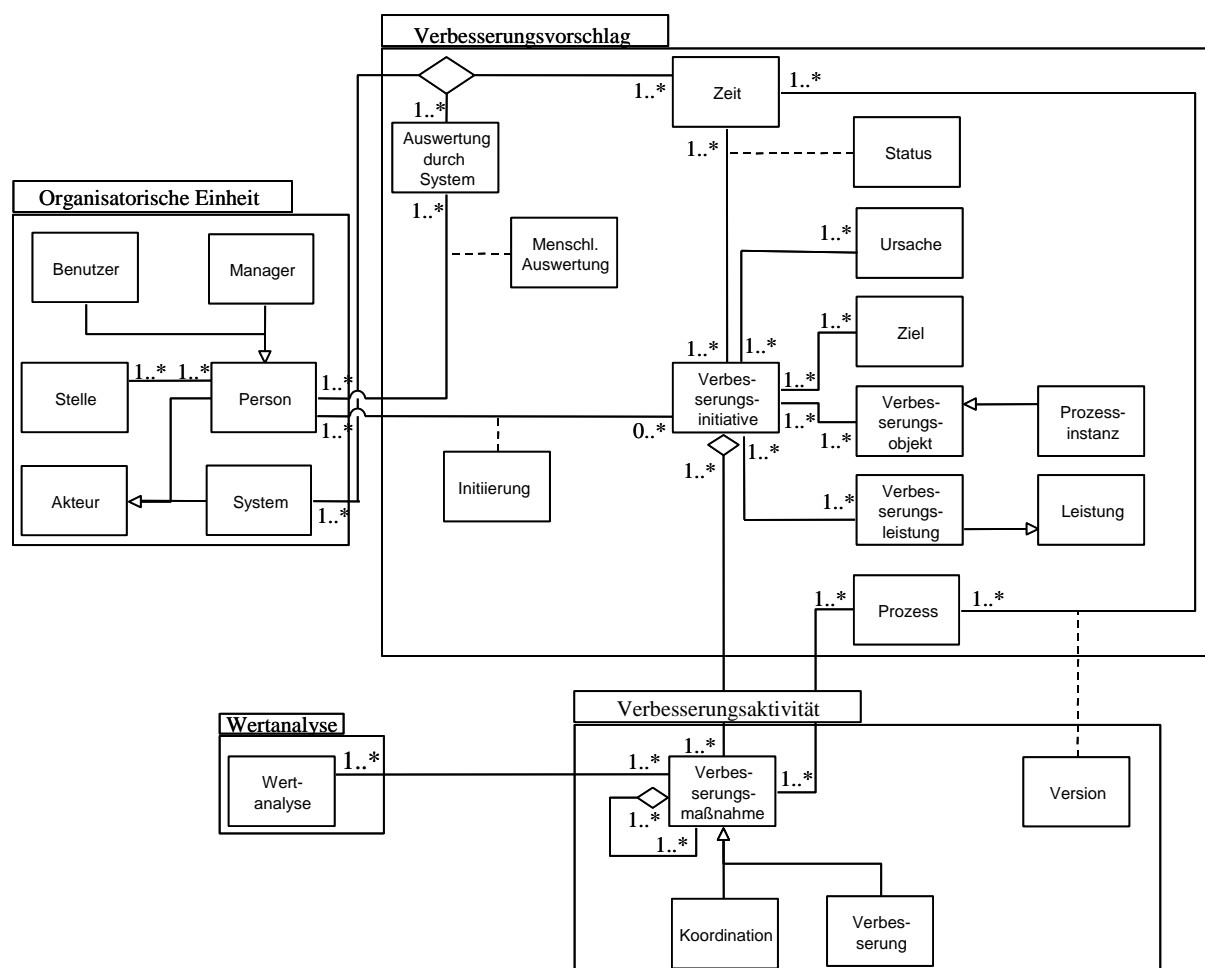 Verbesserungsvorschlag
1..*
Zeit
1..*
1..*
Auswertung
durch
System
1..*
Status
1..*
Organisatorische Einheit
Benutzer
Manager
Menschl.
Auswertung
1..*
Ursache
1..*
1..*
1..*
Ziel
Stelle
1..*
1..*
Person
1..*
1..*
Verbes-
serungs-
initiative
1..*
1..*
1..*
Verbes-
serungs-
objekt
Prozess-
instanz
0..*
1..*
1..*
Initiierung
Akteur
System
1..*
Verbes-
serungs-
leistung
Leistung
1..*
Prozess
1..*
Verbesserungsaktivität
Wertanalyse
1..*
Wert-
analyse
1..*
1..*
Verbes-
serungs-
maßnahme
1..*
1..*
1..*
Version
Koordination
Verbes-
serung